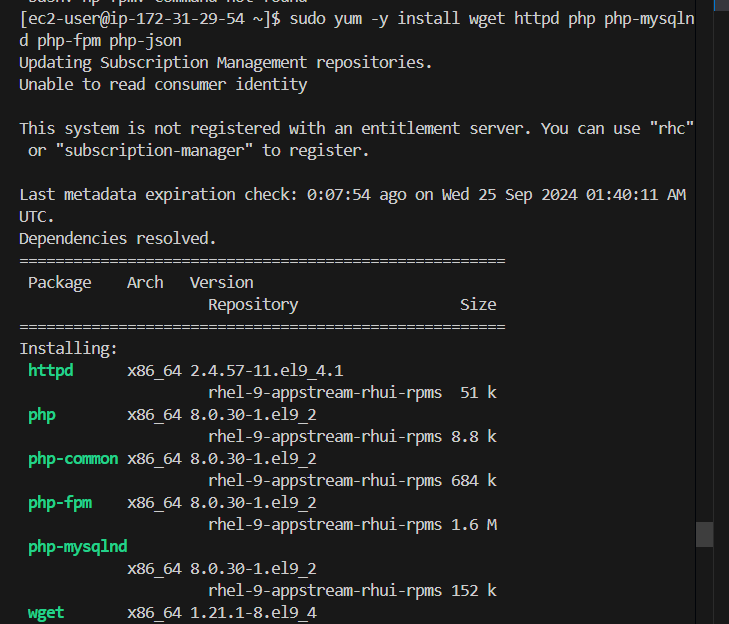 [ec2-user@ip-172-31-29-54 ~]$ sudo yum -y install wget httpd php php-mysqln
d php-fpm php-json
Updating Subscription Management repositories.
Unable to read consumer identity
This system is not registered with an entitlement server. You can use "rhc"
or "subscription-manager" to register.
Last metadata expiration check: 0:07:54 ago on Wed 25 Sep 2024 01:40:11 AM
UTC.
Dependencies resolved.
======================================================
Package Arch Version
Repository Size
======================================================
Installing:
httpd x86_64 2.4.57-11.el9_4.1
rhel-9-appstream-rhui-rpms 51 k
php x86_64 8.0.30-1.el9_2
rhel-9-appstream-rhui-rpms 8.8 k
php-common x86_64 8.0.30-1.el9_2
rhel-9-appstream-rhui-rpms 684 k
php-fpm x86_64 8.0.30-1.el9_2
rhel-9-appstream-rhui-rpms 1.6 M
php-mysqlnd
x86_64 8.0.30-1.el9_2
rhel-9-appstream-rhui-rpms 152 k
wget x86_64 1.21.1-8.el9_4